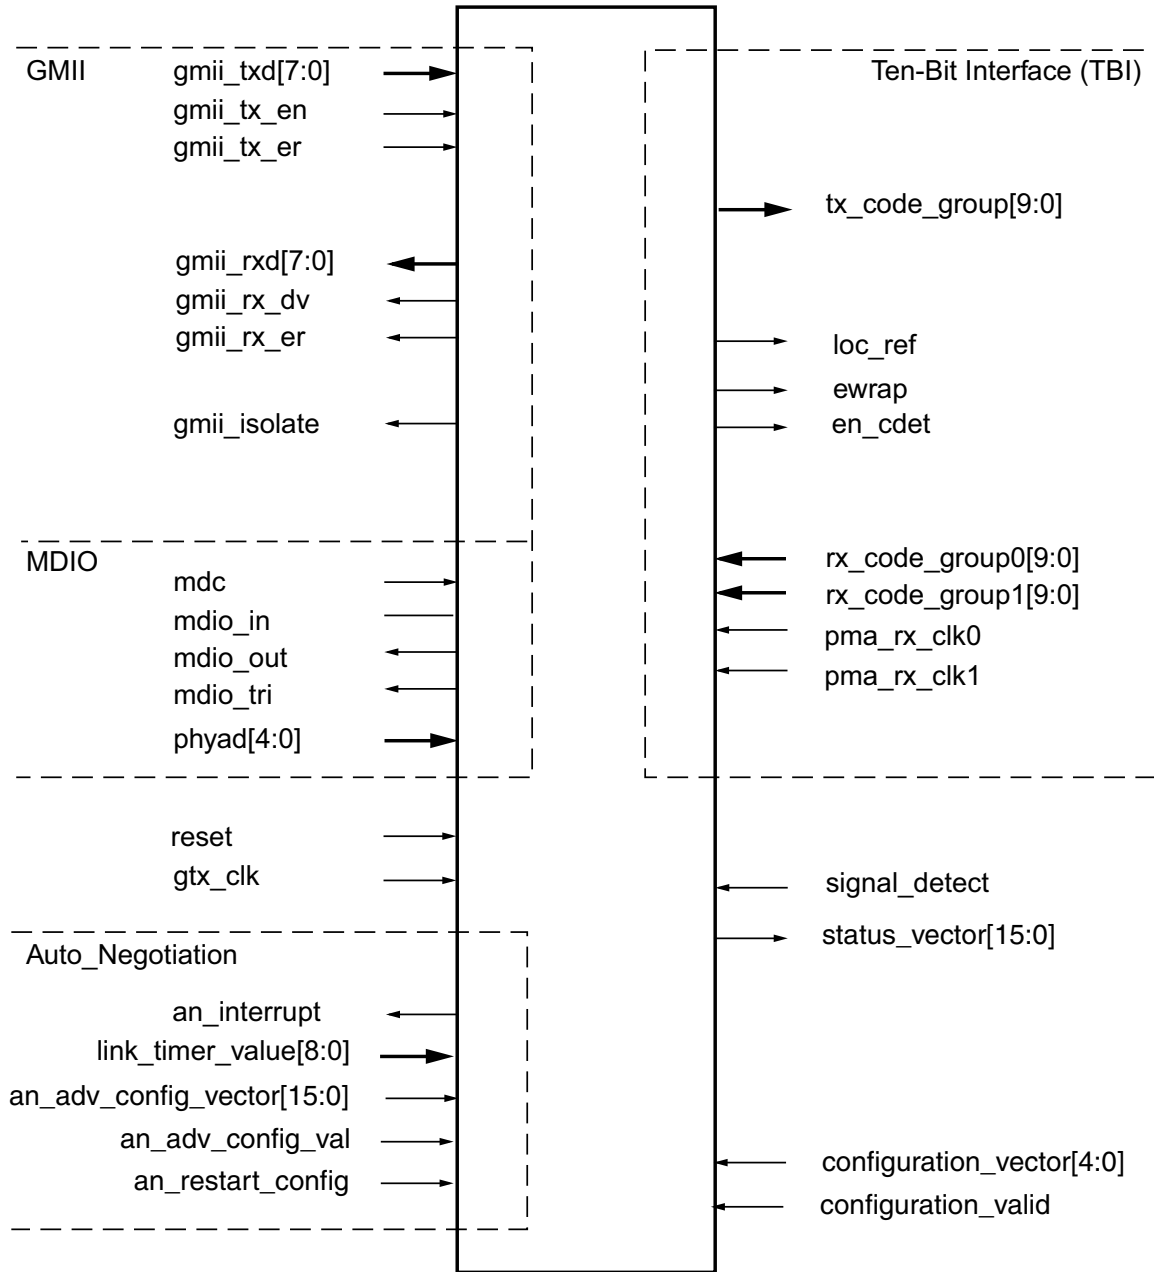 GMII
gmii_txd[7:0]
gmii_tx_en
gmii_tx_er
gmii_rxd[7:0]
gmii_rx_dv
gmii_rx_er
gmii_isolate
MDIO
mdc
mdio_in
mdio_out
mdio_tri
phyad[4:0]
reset
gtx_clk
Auto_Negotiation
an_interrupt
link_timer_value[8:0]
an_adv_config_vector[15:0]
an_adv_config_val
an_restart_config
Ten-Bit Interface (TBI)
tx_code_group[9:0]
loc_ref
ewrap
en_cdet
rx_code_group0[9:0]
rx_code_group1[9:0]
pma_rx_clk0
pma_rx_clk1
signal_detect
status_vector[15:0]
configuration_vector[4:0]
configuration_valid